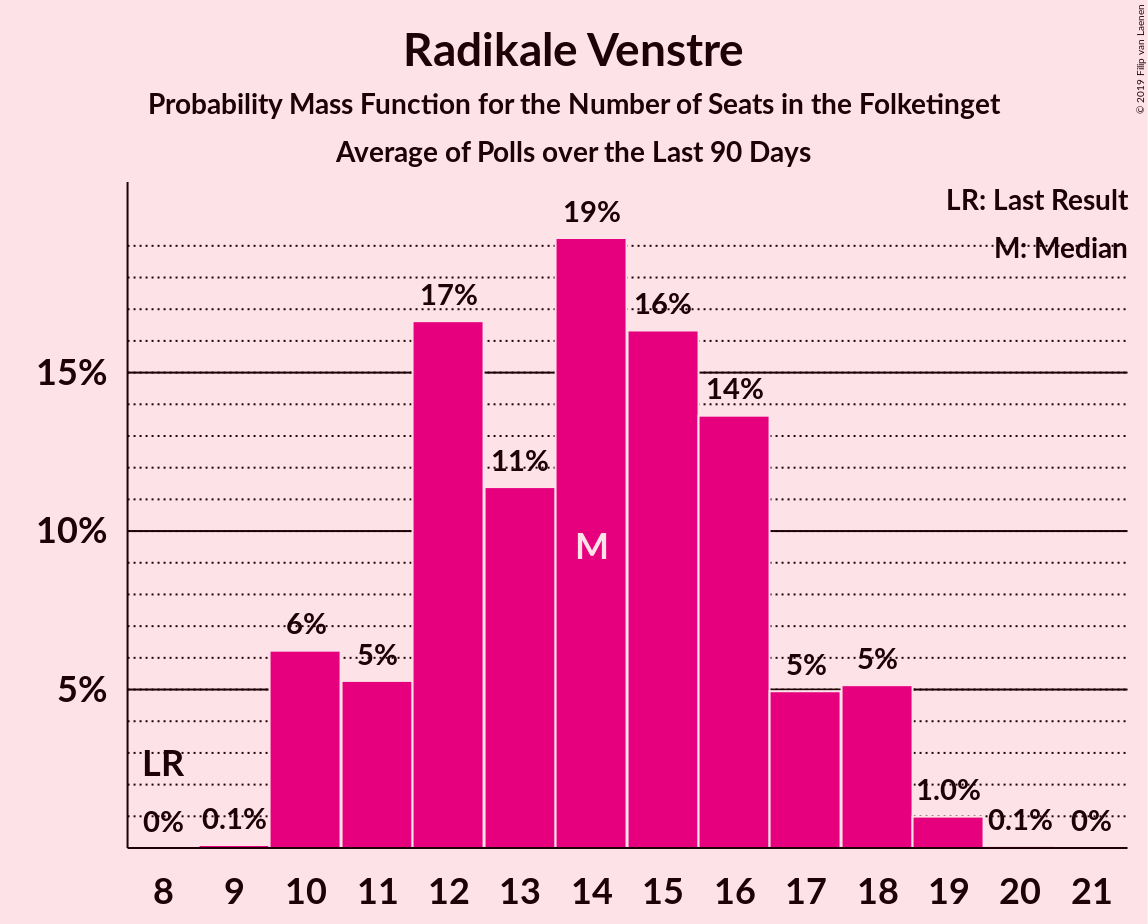 Radikale Venstre
Probability Mass Function for the Number of Seats in the Folketinget
Average of Polls over the Last 90 Days
© 2019 Filip van Laenen
LR: Last Result
M: Median
19%
17%
16%
15%
14%
11%
10%
M
6%
5%
5%
5%
5%
LR
0%
0.1%
1.0%
0.1%
0%
8 9 10 11 12 13 14 15 16 17 18 19 20 21